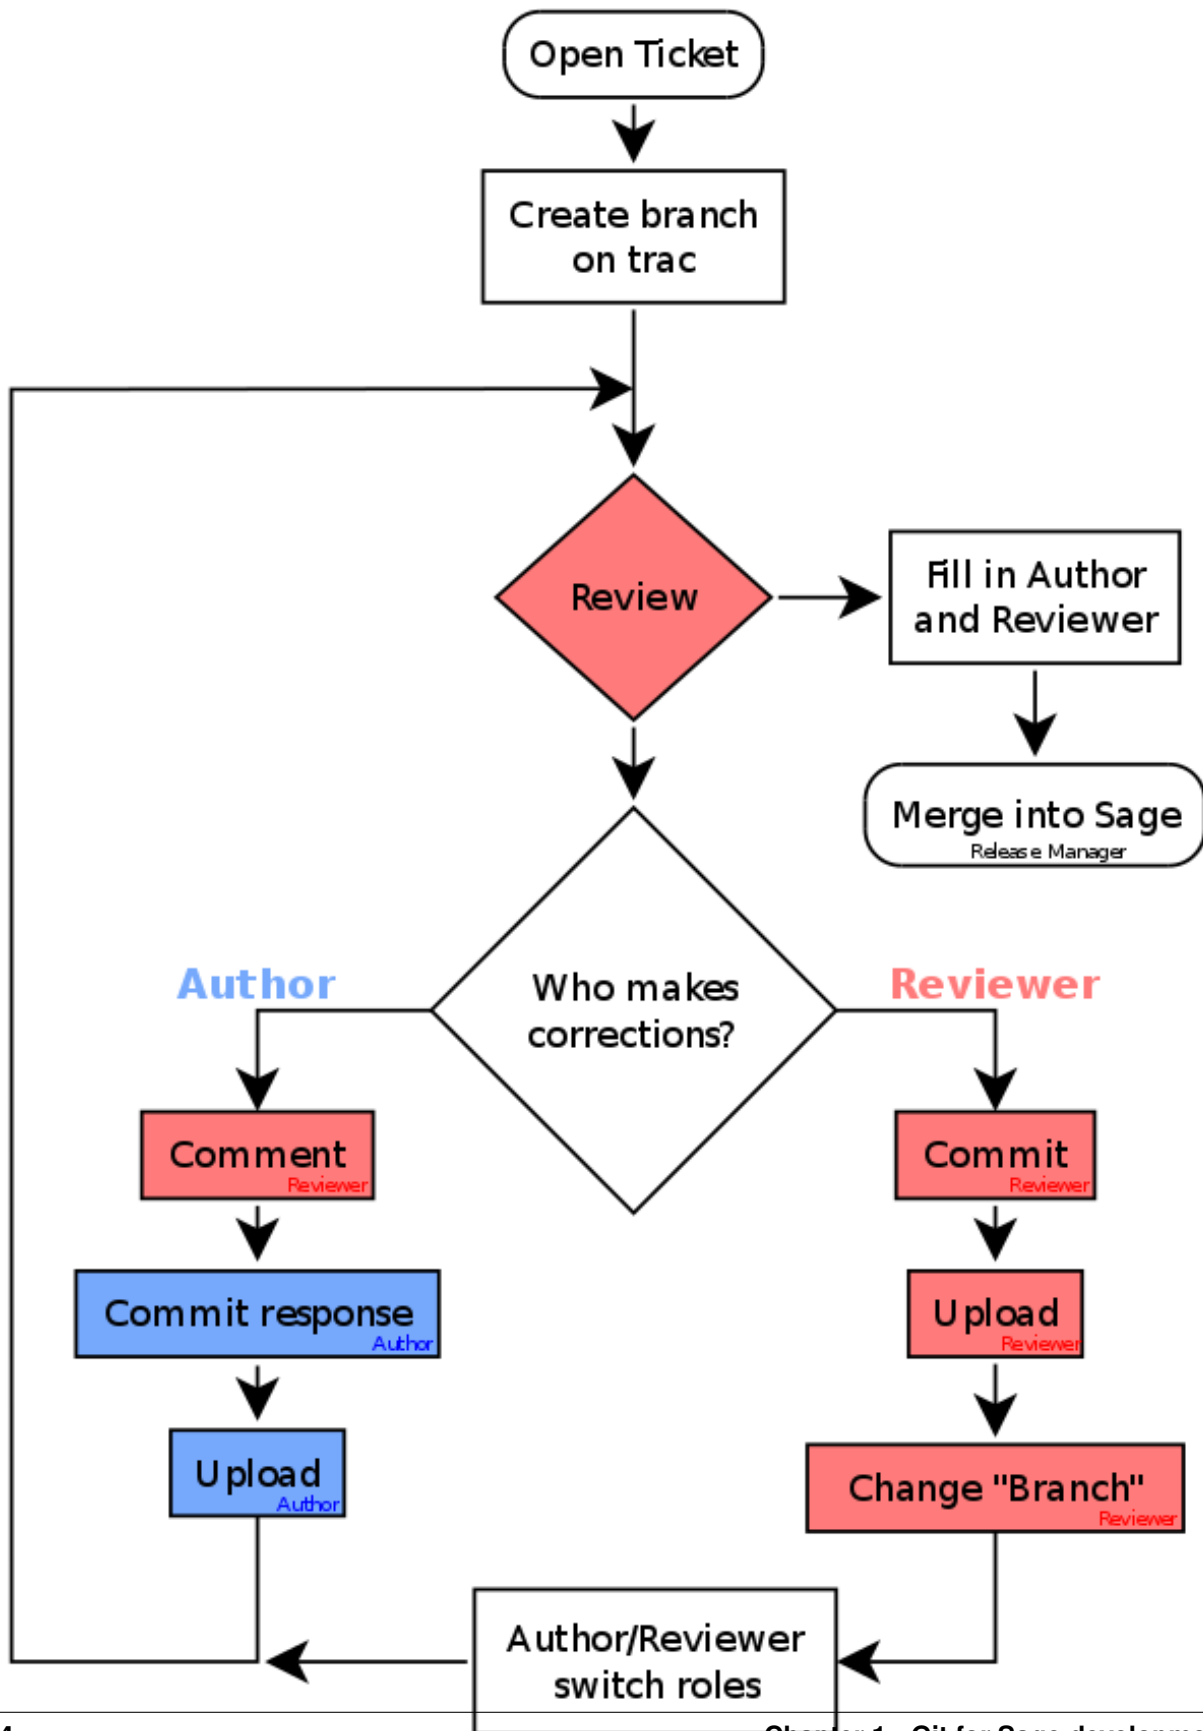 Open Ticket
Create branch
on trac
Review
Fill in Author
and Reviewer
Merge into Sage
Release Manager
Author
Reviewer
Who makes
corrections?
Comment
Reviewer
Commit
Reviewer
Commit response
Author
Upload
Reviewer
Upload
Author
Change "Branch"
Reviewer
Author/Reviewer
switch roles